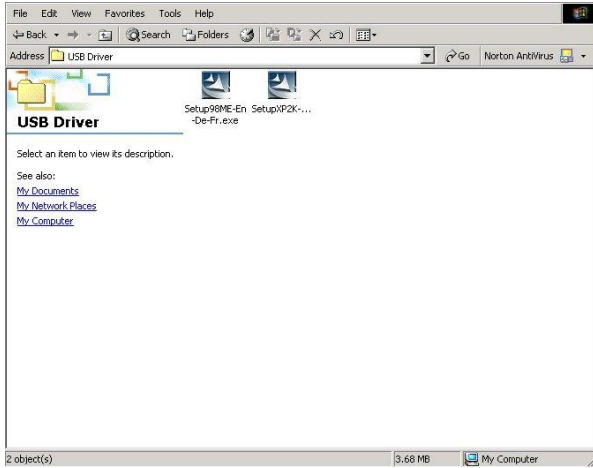 File Edit View Favorites Tools Help
Back Search Folders
Address USB Driver Go Norton AntiVirus
Setup98ME-En SetupXP2K-...
-De-Fr.exe
USB Driver
Select an item to view its description.
See also:
My Documents
My Network Places
My Computer
2 object(s) 3.68 MB My Computer